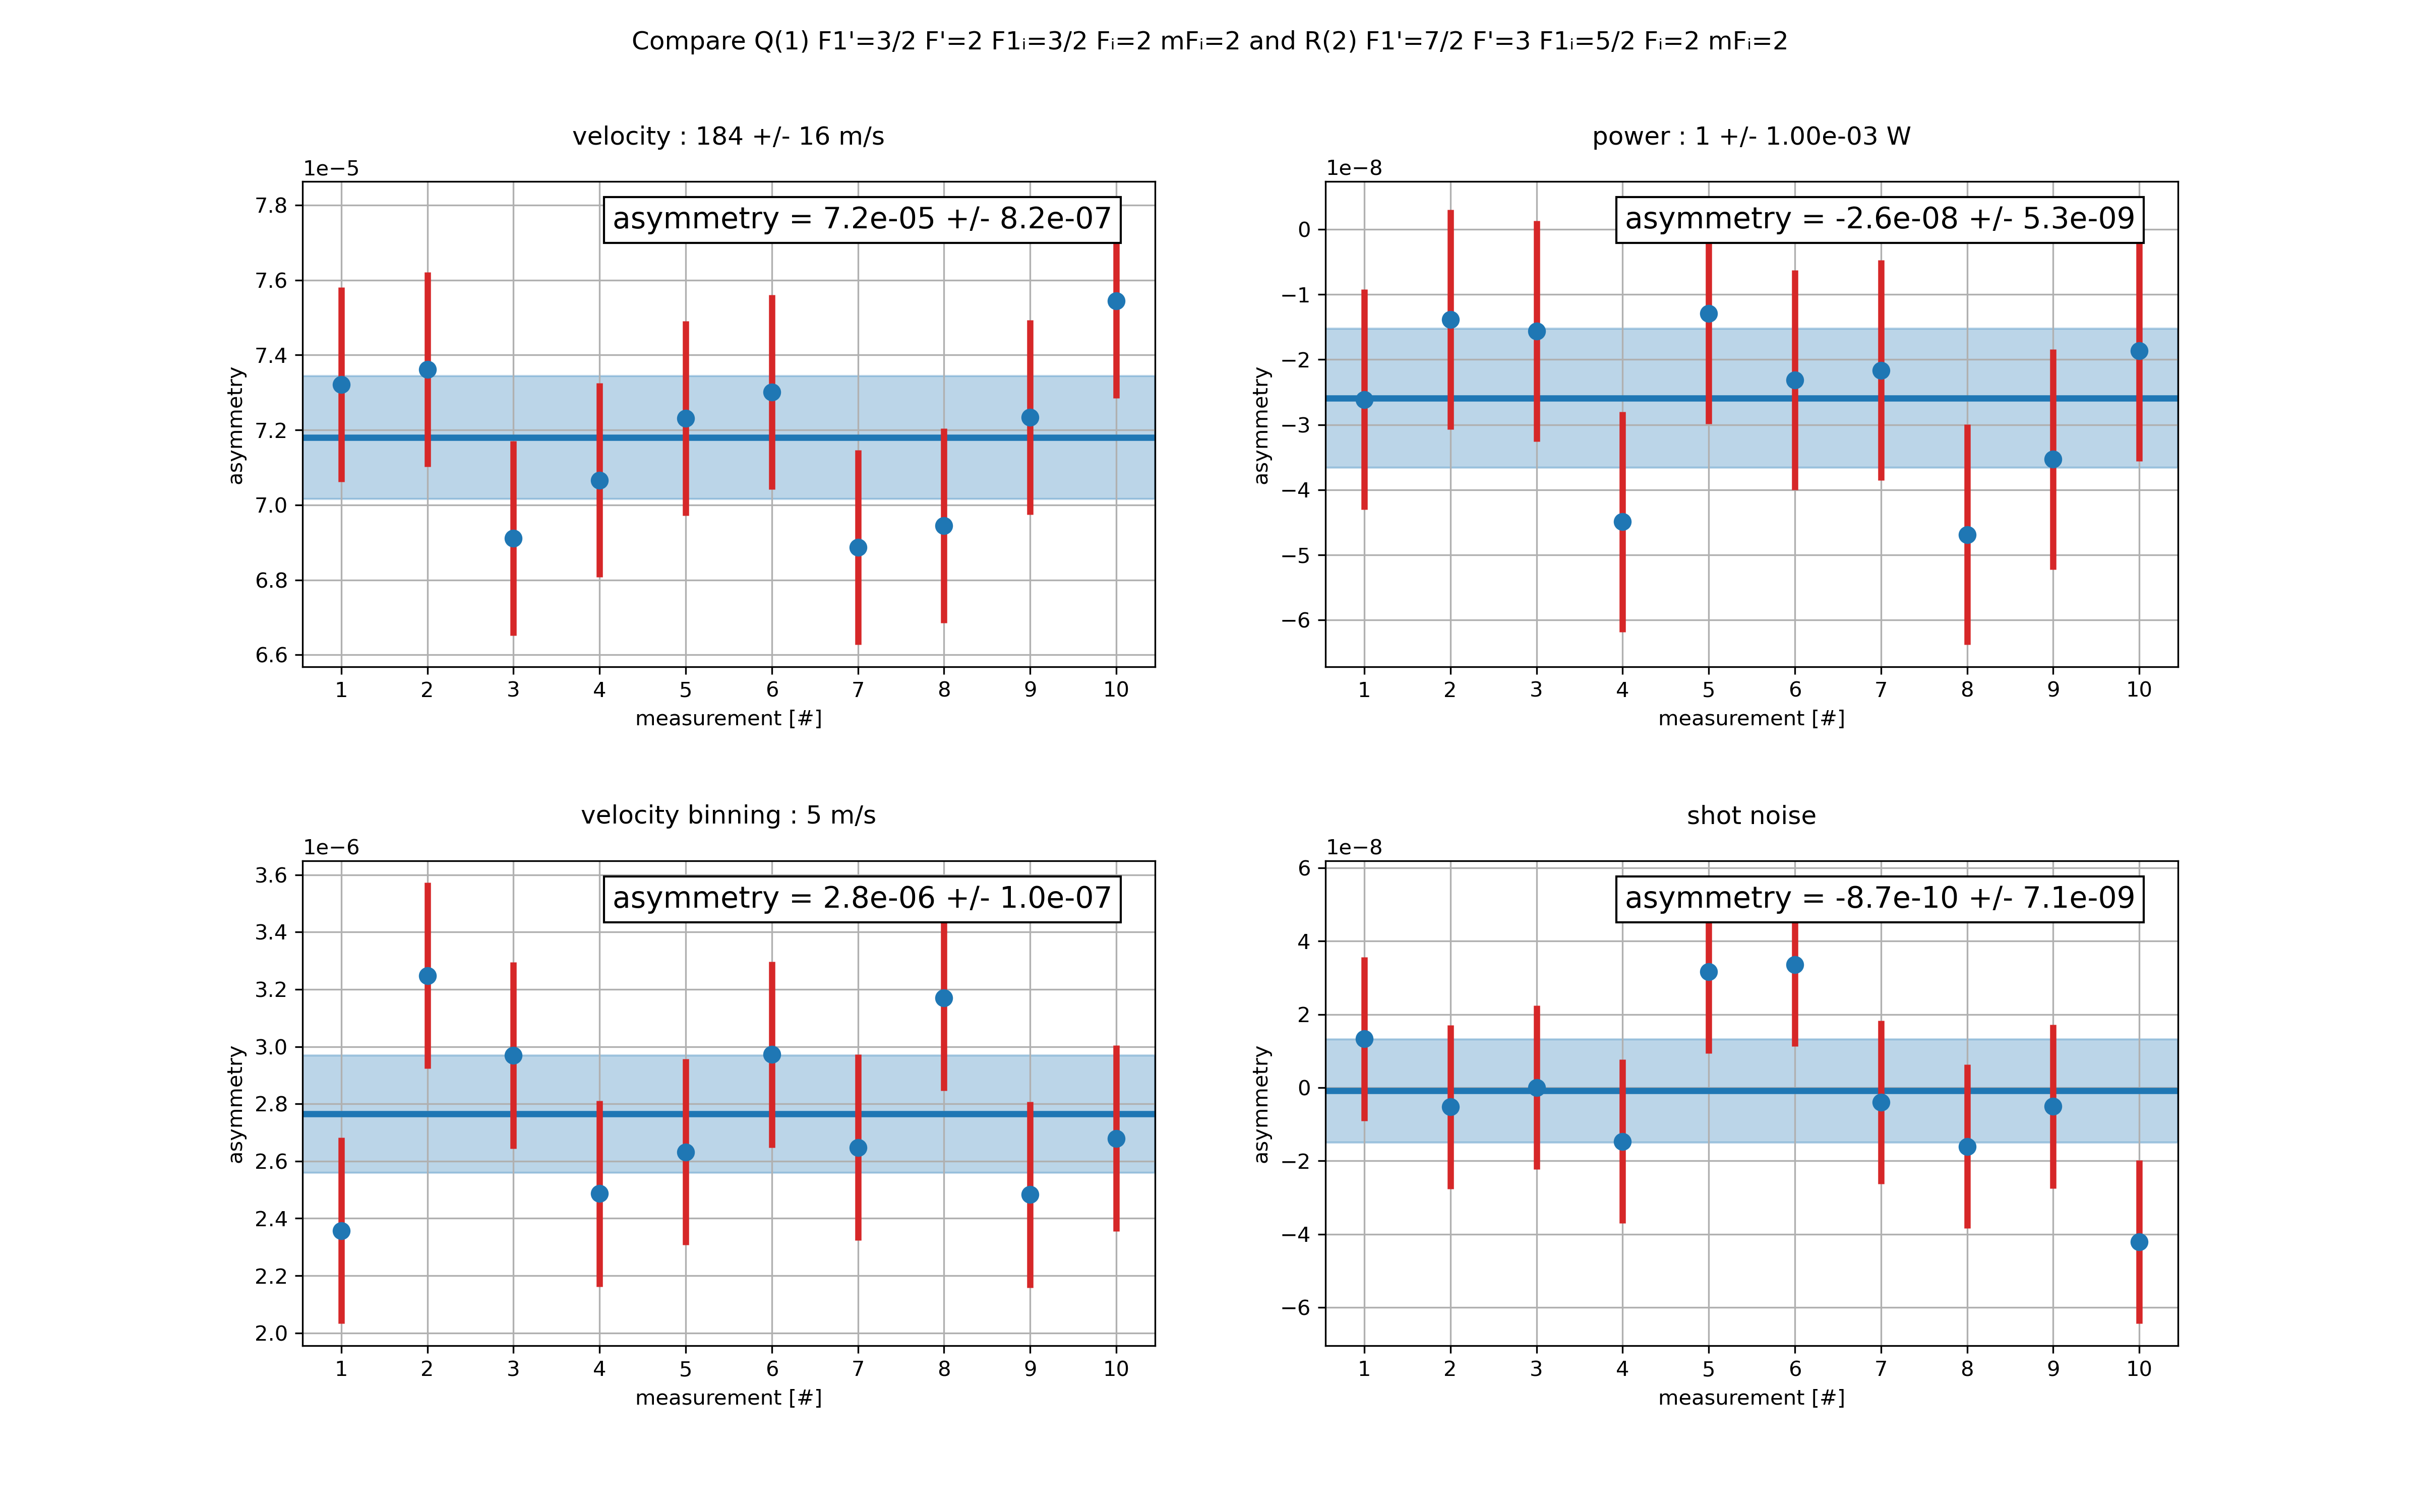 Compare Q(1) F1'=3/2 F'=2 F1ᵢ=3/2 Fᵢ=2 mFᵢ=2 and R(2) F1'=7/2 F'=3 F1ᵢ=5/2 Fᵢ=2 mFᵢ=2
velocity : 184 +/- 16 m/s
1e−5
asymmetry = 7.2e-05 +/- 8.2e-07
7.8
7.6
7.4
7.2
7.0
6.8
6.6
asymmetry
1 2 3 4 5 6 7 8 9 10
measurement [#]
power : 1 +/- 1.00e-03 W
1e−8
asymmetry = -2.6e-08 +/- 5.3e-09
0
−1
−2
−3
−4
−5
−6
asymmetry
1 2 3 4 5 6 7 8 9 10
measurement [#]
velocity binning : 5 m/s
1e−6
asymmetry = 2.8e-06 +/- 1.0e-07
3.6
3.4
3.2
3.0
2.8
2.6
2.4
2.2
2.0
asymmetry
1 2 3 4 5 6 7 8 9 10
measurement [#]
shot noise
1e−8
asymmetry = -8.7e-10 +/- 7.1e-09
6
4
2
0
−2
−4
−6
asymmetry
1 2 3 4 5 6 7 8 9 10
measurement [#]